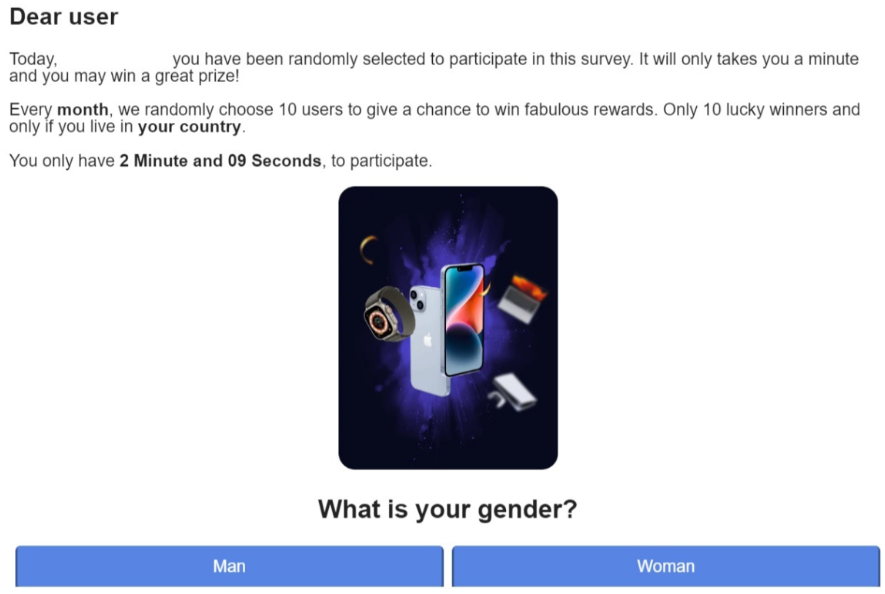 Dear user
Today, you have been randomly selected to participate in this survey. It will only takes you a minute
and you may win a great prize!
Every month, we randomly choose 10 users to give a chance to win fabulous rewards. Only 10 lucky winners and
only if you live in your country.
You only have 2 Minute and 09 Seconds, to participate.
What is your gender?
Man
Woman